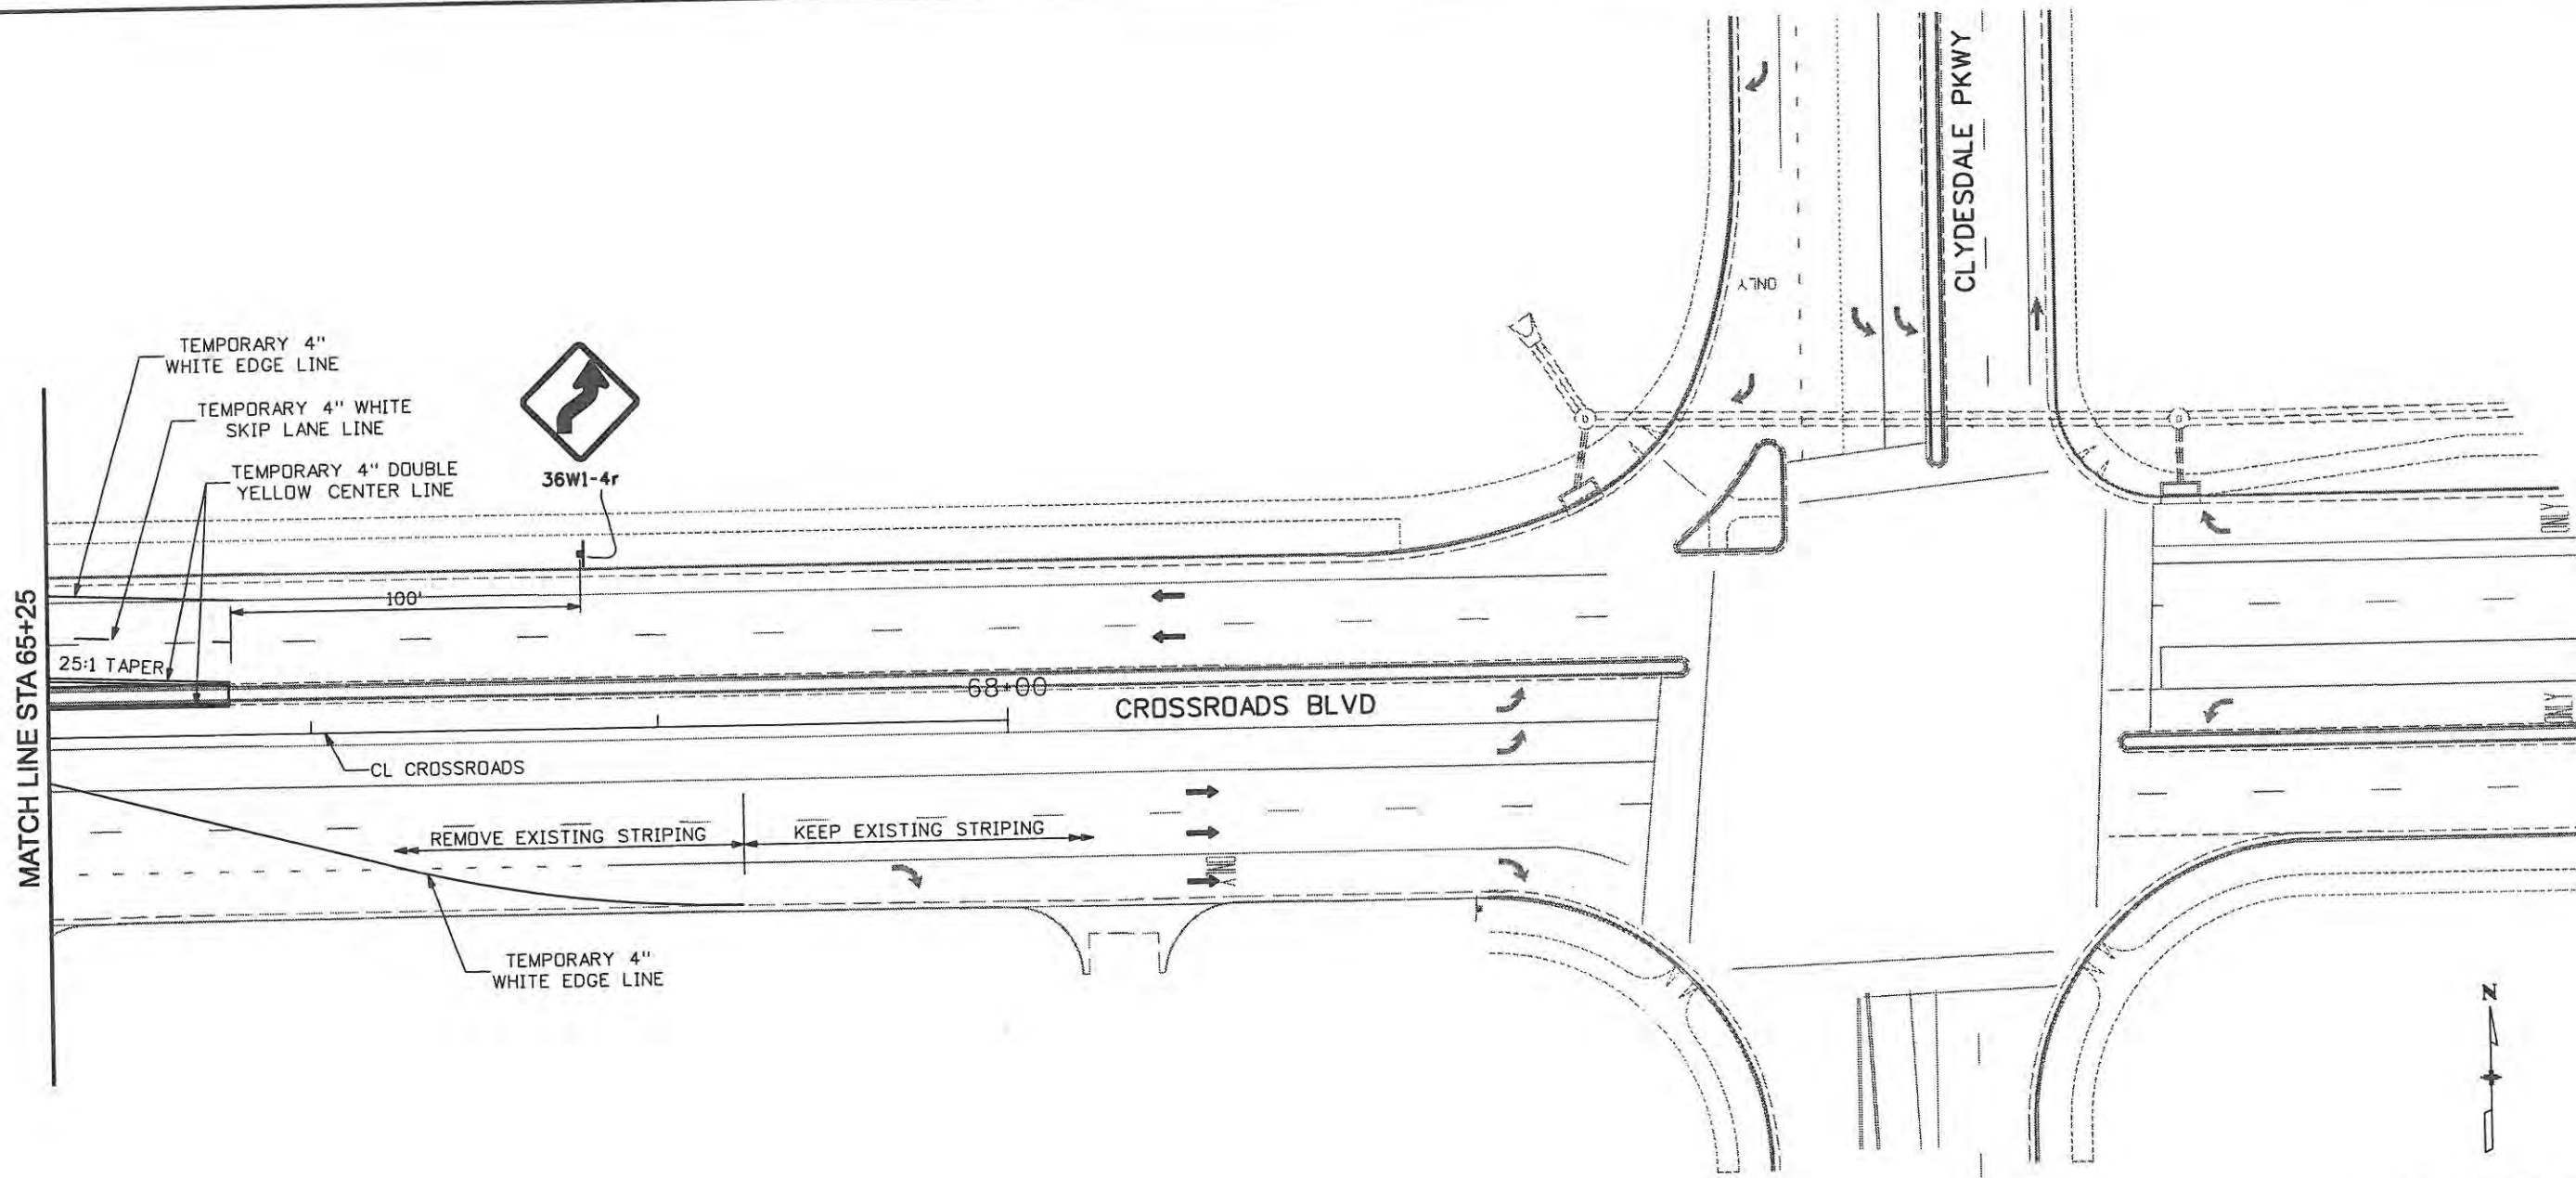 CLYDESDALE PKWY
ONLY
TEMPORARY 4"
WHITE EDGE LINE
TEMPORARY 4" WHITE
SKIP LANE LINE
TEMPORARY 4" DOUBLE
YELLOW CENTER LINE
36W1-4r
ONLY
100'
25:1 TAPER
MATCH LINE STA 65+25
68+00
CROSSROADS BLVD
ONLY
CL CROSSROADS
REMOVE EXISTING STRIPING
KEEP EXISTING STRIPING
ONLY
TEMPORARY 4"
WHITE EDGE LINE
N